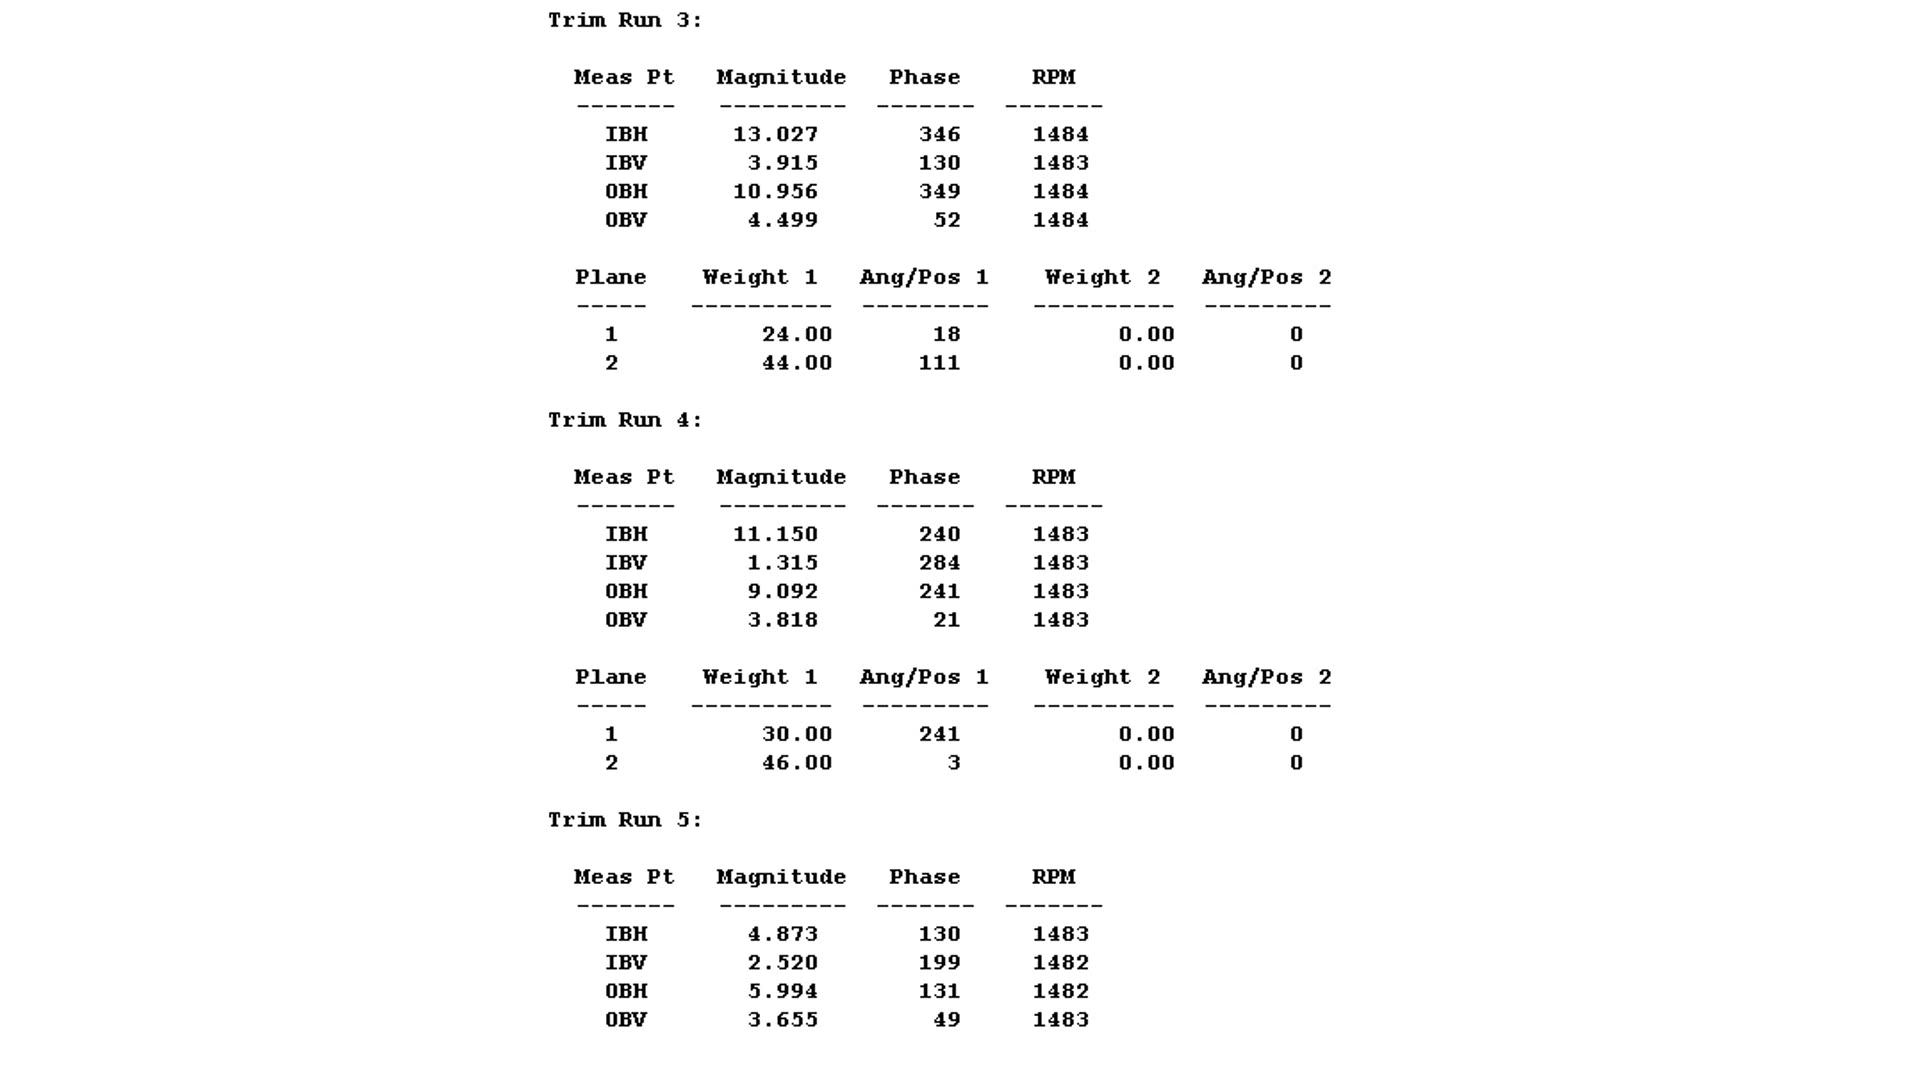 Trim Run 3:
Meas Pt Magnitude Phase RPM
------- --------- ------- -------
IBH 13.027 346 1484
IBV 3.915 130 1483
OBH 10.956 349 1484
OBV 4.499 52 1484
Plane Weight 1 Ang/Pos 1 Weight 2 Ang/Pos 2
----- ---------- --------- ---------- ---------
1 24.00 18 0.00 0
2 44.00 111 0.00 0
Trim Run 4:
Meas Pt Magnitude Phase RPM
------- --------- ------- -------
IBH 11.150 240 1483
IBV 1.315 284 1483
OBH 9.092 241 1483
OBV 3.818 21 1483
Plane Weight 1 Ang/Pos 1 Weight 2 Ang/Pos 2
----- ---------- --------- ---------- ---------
1 30.00 241 0.00 0
2 46.00 3 0.00 0
Trim Run 5:
Meas Pt Magnitude Phase RPM
------- --------- ------- -------
IBH 4.873 130 1483
IBV 2.520 199 1482
OBH 5.994 131 1482
OBV 3.655 49 1483